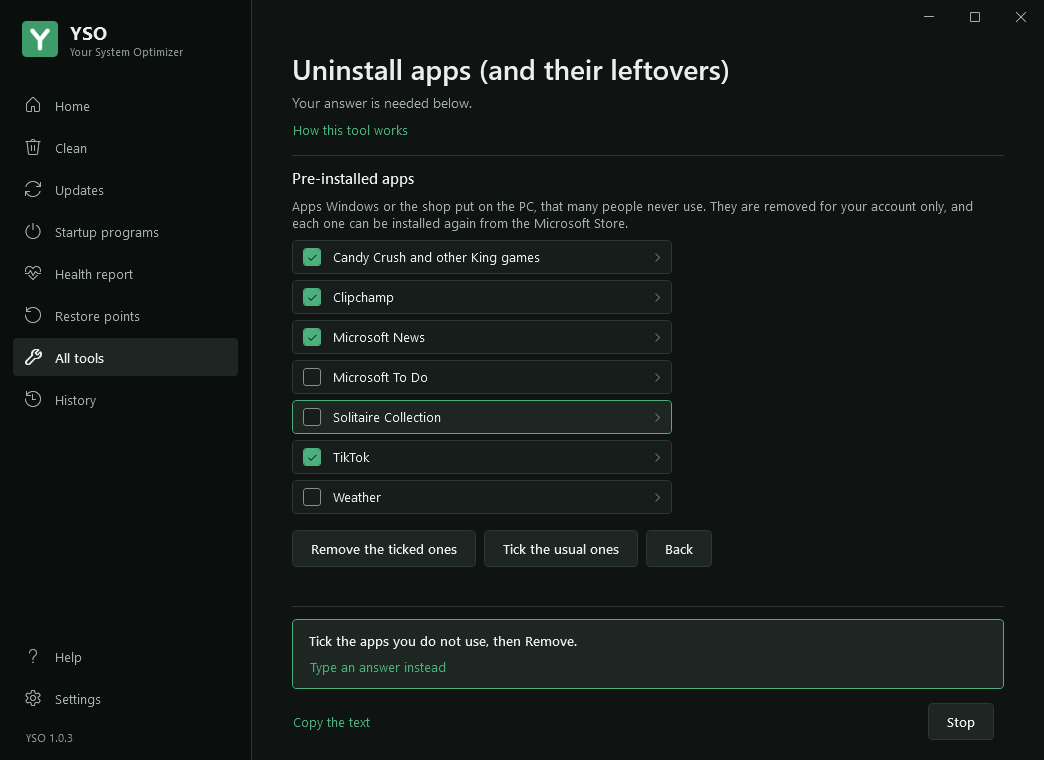 YSO
Your System Optimizer
Home
Clean
Updates
Startup programs
Health report
Restore points
All tools
History
Help
Settings
YSO 1.0.3
Uninstall apps (and their leftovers)
Your answer is needed below.
How this tool works
Pre-installed apps
Apps Windows or the shop put on the PC, that many people never use. They are removed for your account only, and
each one can be installed again from the Microsoft Store.
Candy Crush and other King games
Clipchamp
Microsoft News
Microsoft To Do
Solitaire Collection
TikTok
Weather
Remove the ticked ones
Tick the usual ones
Back
Tick the apps you do not use, then Remove.
Type an answer instead
Copy the text
Stop